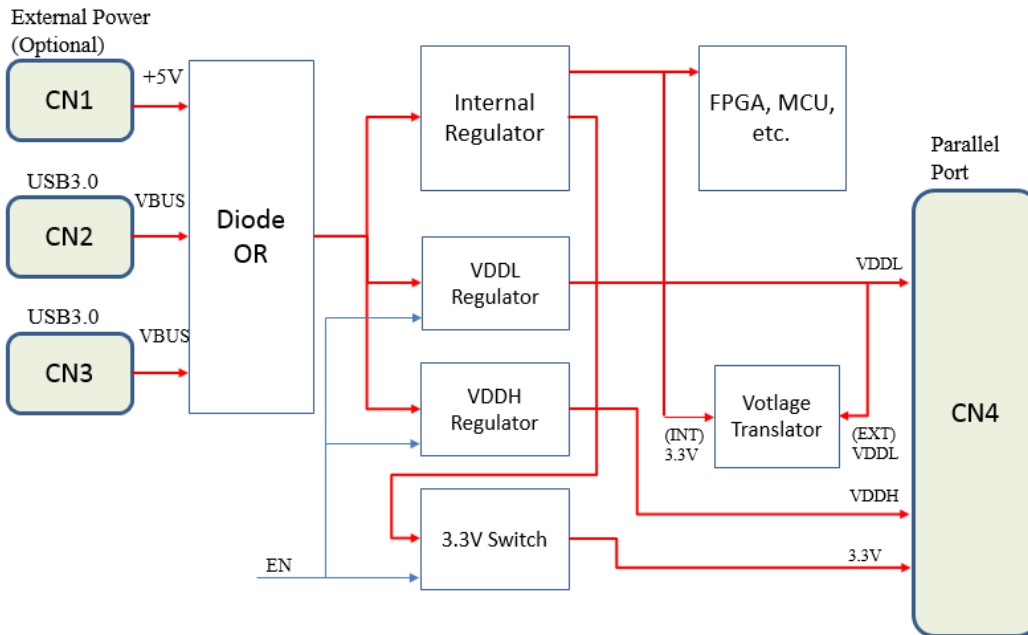 External Power
(Optional)
CN1
+5V
USB3.0
CN2
VBUS
USB3.0
CN3
VBUS
Diode
OR
Internal
Regulator
FPGA, MCU,
etc.
VDDL
Regulator
VDDH
Regulator
3.3V Switch
EN
Votlage
Translator
(INT)
3.3V
(EXT)
VDDL
VDDL
VDDH
3.3V
Parallel
Port
CN4